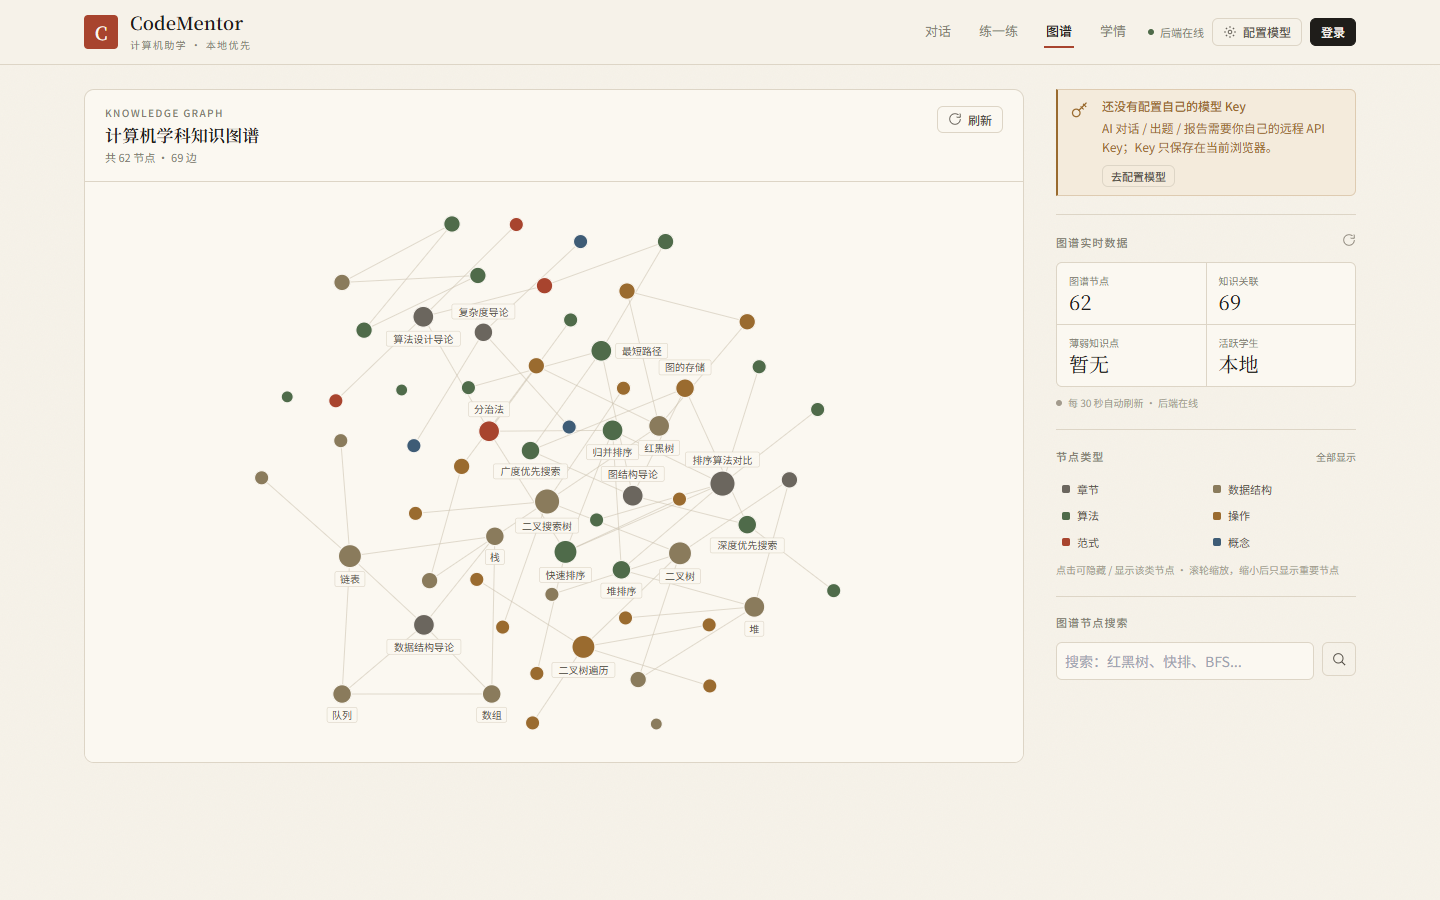 C
CodeMentor
计算机助学 · 本地优先
对话
练一练
图谱
学情
后端在线
配置模型
登录
KNOWLEDGE GRAPH
计算机学科知识图谱
共 62 节点 · 69 边
刷新
复杂度导论
算法设计导论
最短路径
图的存储
分治法
归并排序
红黑树
广度优先搜索
图结构导论
排序算法对比
二叉搜索树
深度优先搜索
栈
链表
快速排序
二叉树
堆排序
堆
数据结构导论
二叉树遍历
队列
数组
还没有配置自己的模型 Key
AI 对话 / 出题 / 报告需要你自己的远程 API
Key；Key 只保存在当前浏览器。
去配置模型
图谱实时数据
图谱节点
62
知识关联
69
薄弱知识点
暂无
活跃学生
本地
每 30 秒自动刷新 · 后端在线
节点类型
全部显示
章节
数据结构
算法
操作
范式
概念
点击可隐藏 / 显示该类节点 · 滚轮缩放，缩小后只显示重要节点
图谱节点搜索
搜索：红黑树、快排、BFS...